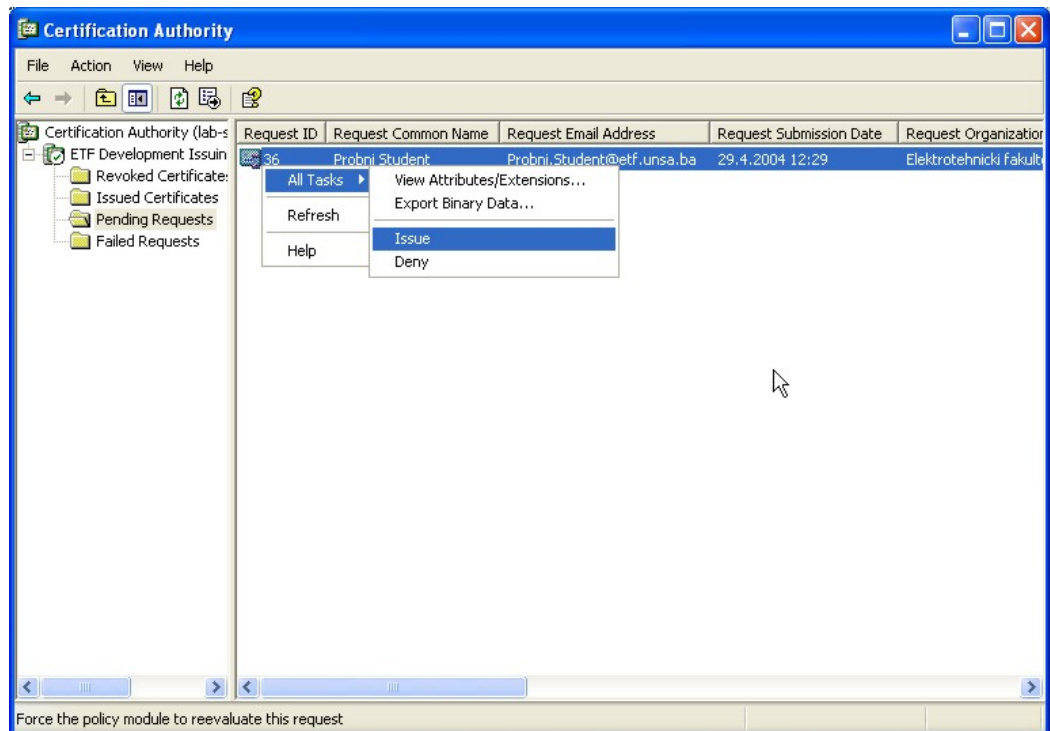 Certification Authority
File Action View Help
Certification Authority (lab-s
ETF Development Issuin
Revoked Certificates
Issued Certificates
Pending Requests
Failed Requests
Request ID Request Common Name Request Email Address Request Submission Date Request Organization
36 Probni Student Probni.Student@etf.unsa.ba 29.4.2004 12:29 Elektrotehnicki fakult
All Tasks
Refresh
Help
View Attributes/Extensions...
Export Binary Data...
Issue
Deny
Force the policy module to reevaluate this request